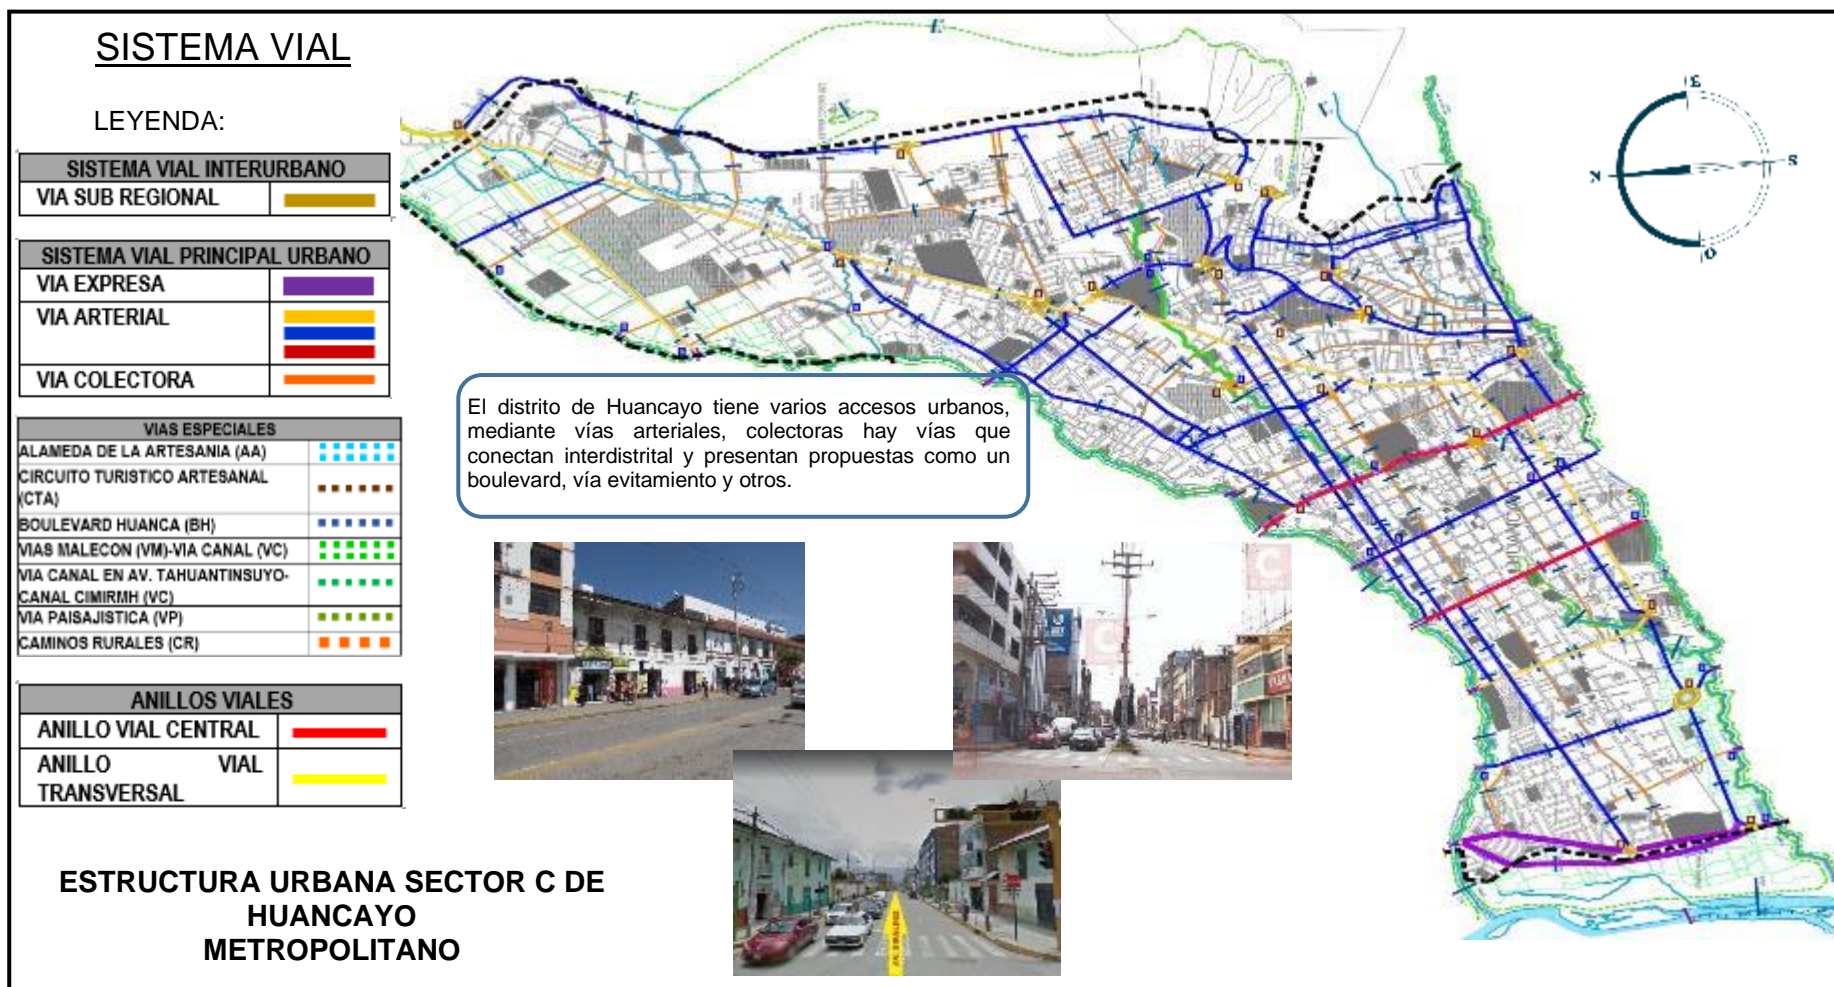 SISTEMA VIAL
LEYENDA:
SISTEMA VIAL INTERURBANO
VIA SUB REGIONAL
SISTEMA VIAL PRINCIPAL URBANO
VIA EXPRESA
VIA ARTERIAL
VIA COLECTORA
VIAS ESPECIALES
ALAMEDA DE LA ARTESANIA (AA)
CIRCUITO TURISTICO ARTESANAL
(CTA)
BOULEVARD HUANCA (BH)
VIAS MALECON (VM)-VIA CANAL (VC)
VIA CANAL EN AV. TAHUANTINSUYO-
CANAL CIMIRMH (VC)
VIA PAISAJISTICA (VP)
CAMINOS RURALES (CR)
ANILLOS VIALES
ANILLO VIAL CENTRAL
ANILLO VIAL
TRANSVERSAL
ESTRUCTURA URBANA SECTOR C DE
HUANCAYO
METROPOLITANO
El distrito de Huancayo tiene varios accesos urbanos,
mediante vías arteriales, colectoras hay vías que
conectan interdistrital y presentan propuestas como un
boulevard, vía evitamiento y otros.
E
N
S
O
C
C